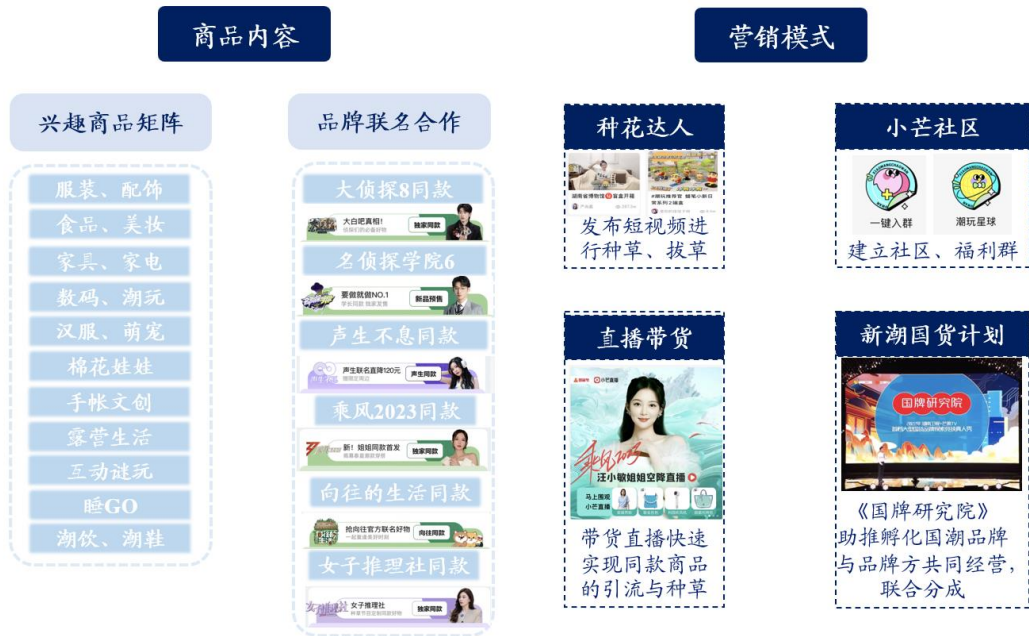 商品内容
兴趣商品矩阵
服装、配饰
食品、美妆
家具、家电
数码、潮玩
汉服、萌宠
棉花娃娃
手帐文创
露营生活
互动谜玩
睡GO
潮饮、潮鞋
品牌联名合作
大侦探8同款
大白吧真相!
独家同款
名侦探学院6
要做就做NO.1
新品预售
声生不息同款
声生联名直降120元
声生同款
乘风2023同款
新!姐姐同款首发
独家同款
向往的生活同款
抢向往官方联名好物
向往同款
女子推理社同款
女子推理社
独家同款
营销模式
种花达人
发布短视频进
行种草、拔草
小芒社区
一键入群
潮玩星球
建立社区、福利群
直播带货
小芒直播
乘风2023
汪小敏姐姐空降直播
马上围观
小芒直播
带货直播快速
实现同款商品
的引流与种草
新潮国货计划
国牌研究院
《国牌研究院》
助推孵化国潮品牌
与品牌方共同经营,
联合分成